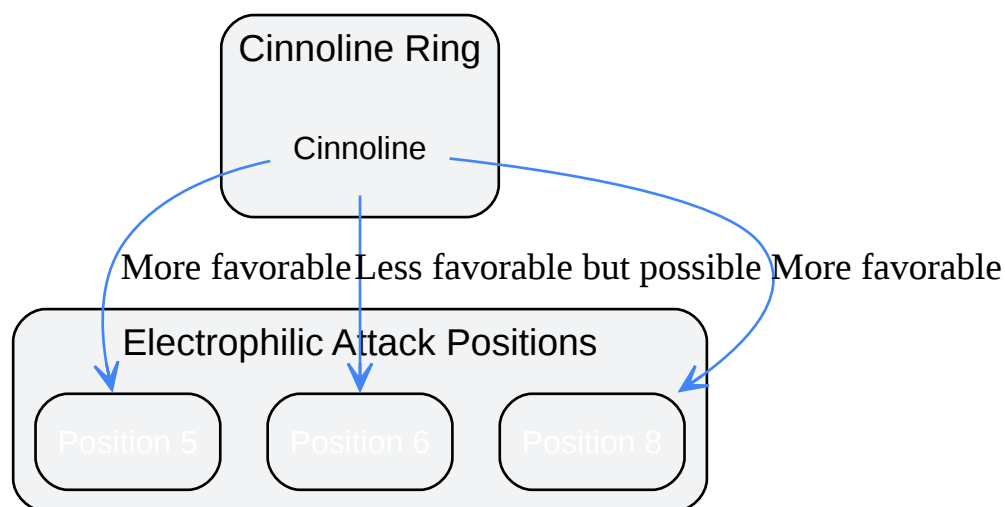 Cinnoline Ring
Cinnoline
More favorable
Less favorable but possible
More favorable
Electrophilic Attack Positions
Position 5
Position 6
Position 8